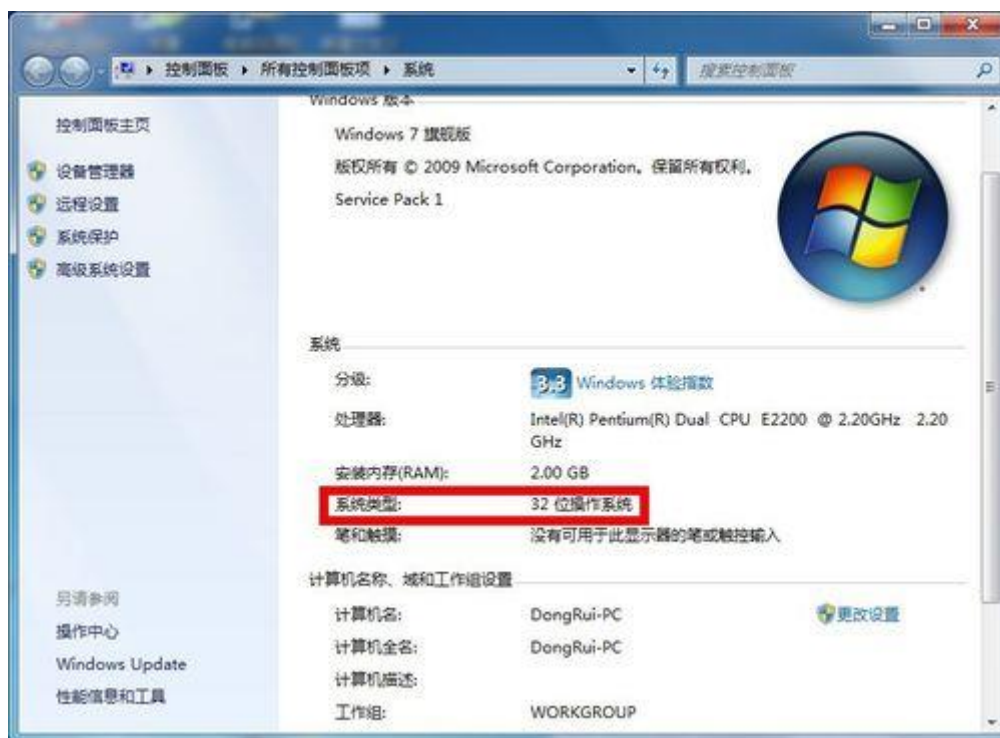 控制面板 ▸ 所有控制面板项 ▸ 系统
搜索控制面板
控制面板主页
设备管理器
远程设置
系统保护
高级系统设置
另请参阅
操作中心
Windows Update
性能信息和工具
Windows 版本
Windows 7 旗舰版
版权所有 © 2009 Microsoft Corporation。保留所有权利。
Service Pack 1
系统
分级: 3.3 Windows 体验指数
处理器: Intel(R) Pentium(R) Dual CPU E2200 @ 2.20GHz 2.20
GHz
安装内存(RAM): 2.00 GB
系统类型: 32 位操作系统
笔和触摸: 没有可用于此显示器的笔或触控输入
计算机名称、域和工作组设置
计算机名: DongRui-PC 更改设置
计算机全名: DongRui-PC
计算机描述:
工作组: WORKGROUP